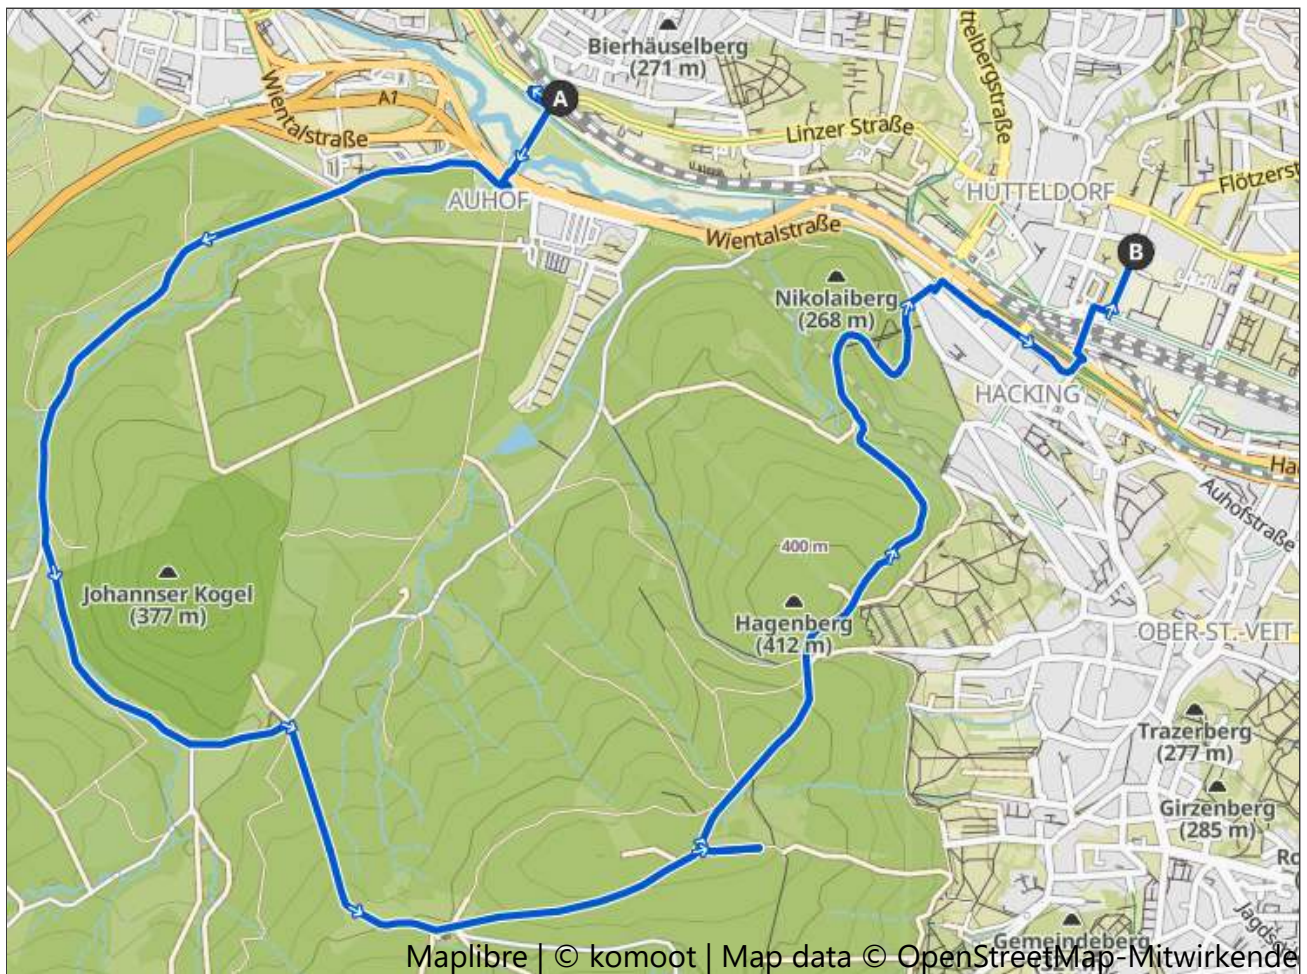 Bierhäuselberg
(271 m)
A
A1
Wientalstraße
Linzer Straße
HÜTTELDORF
AUHOF
Wientalstraße
B
Nikolaiberg
(268 m)
HACKING
Auhofstraße
400 m
Johannser Kogel
(377 m)
Hagenberg
(412 m)
OBER-ST.-VEIT
Trazerberg
(277 m)
Girzenberg
(285 m)
Gemeindeberg
Maplibre | © komoot | Map data © OpenStreetMap-Mitwirkende